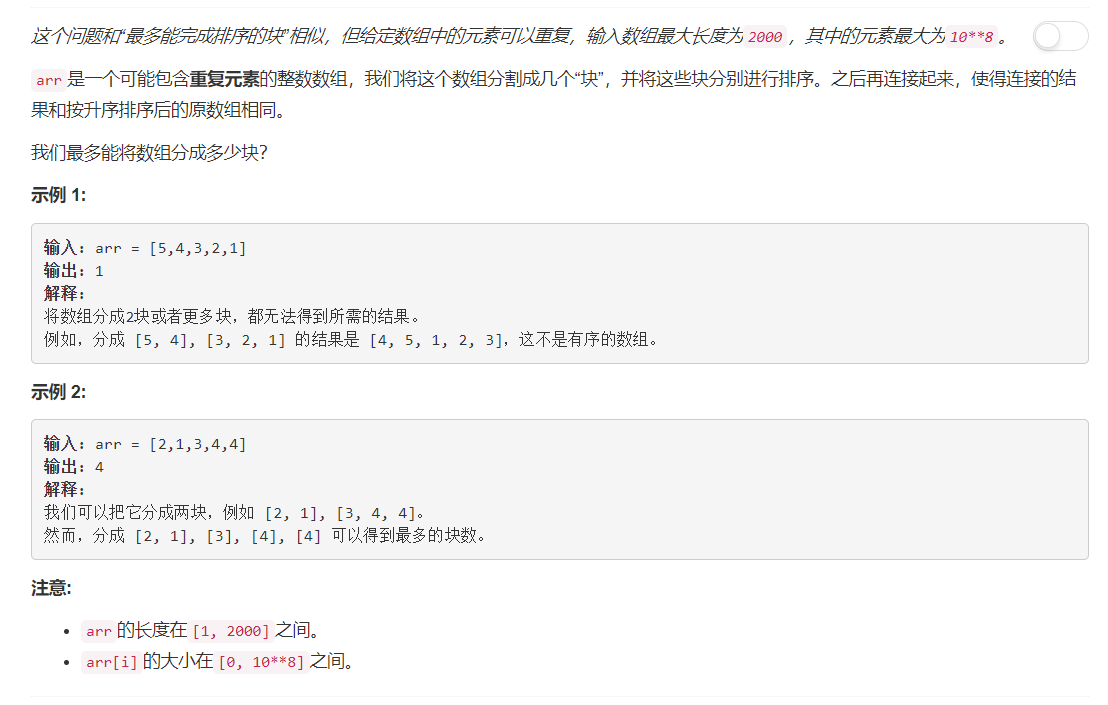 这个问题和“最多能完成排序的块”相似，但给定数组中的元素可以重复，输入数组最大长度为 2000 ，其中的元素最大为 10**8 。
arr 是一个可能包含重复元素的整数数组，我们将这个数组分割成几个“块”，并将这些块分别进行排序。之后再连接起来，使得连接的结
果和按升序排序后的原数组相同。
我们最多能将数组分成多少块?
示例 1:
输入: arr = [5,4,3,2,1]
输出: 1
解释:
将数组分成2块或者更多块，都无法得到所需的结果。
例如，分成 [5, 4], [3, 2, 1] 的结果是 [4, 5, 1, 2, 3]，这不是有序的数组。
示例 2:
输入: arr = [2,1,3,4,4]
输出: 4
解释:
我们可以把它分成两块，例如 [2, 1], [3, 4, 4]。
然而，分成 [2, 1], [3], [4], [4] 可以得到最多的块数。
注意:
• arr 的长度在 [1, 2000] 之间。
• arr[i] 的大小在 [0, 10**8] 之间。